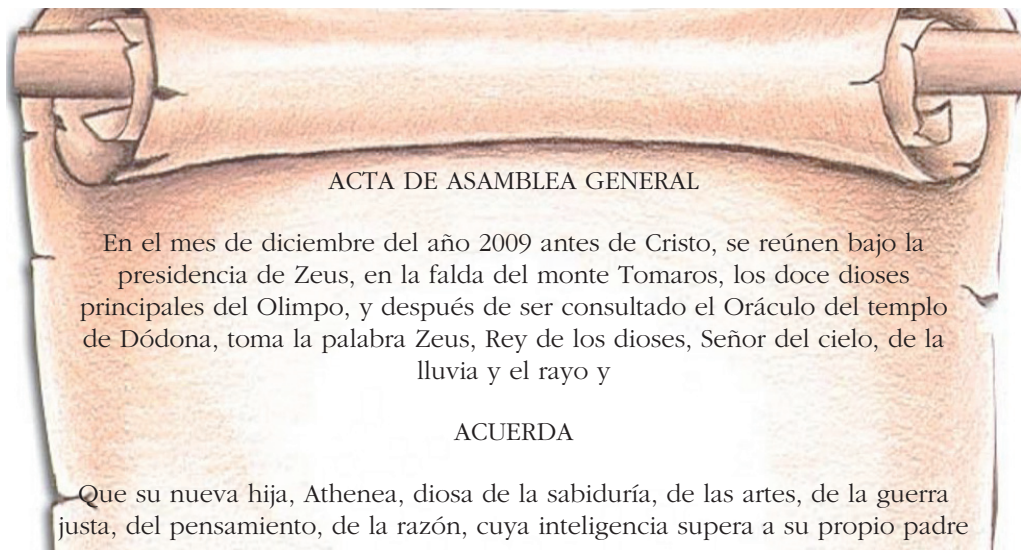 ACTA DE ASAMBLEA GENERAL
En el mes de diciembre del año 2009 antes de Cristo, se reúnen bajo la
presidencia de Zeus, en la falda del monte Tomaros, los doce dioses
principales del Olimpo, y después de ser consultado el Oráculo del templo
de Dódona, toma la palabra Zeus, Rey de los dioses, Señor del cielo, de la
lluvia y el rayo y
ACUERDA
Que su nueva hija, Athenea, diosa de la sabiduría, de las artes, de la guerra
justa, del pensamiento, de la razón, cuya inteligencia supera a su propio padre